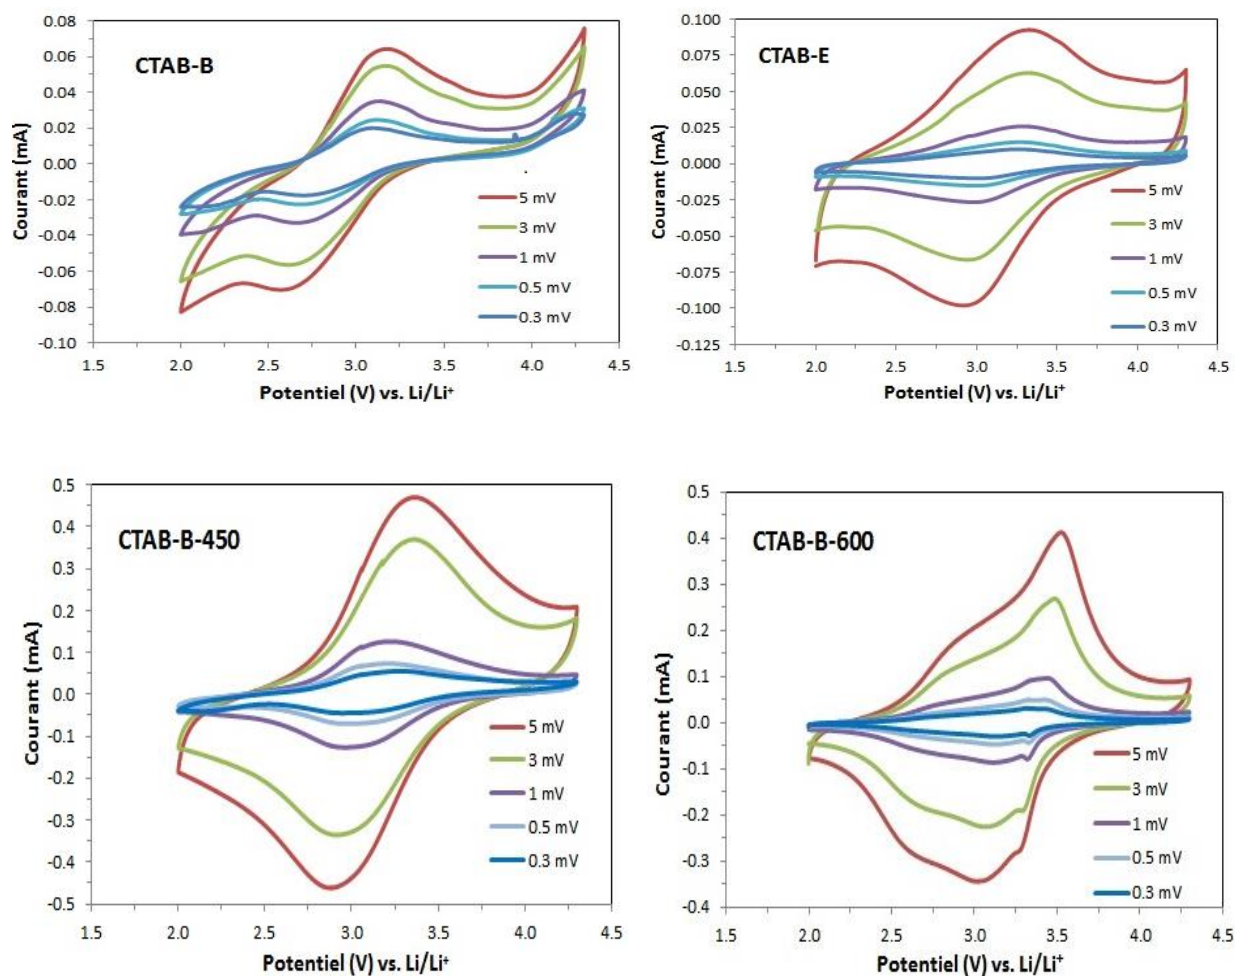 CTAB-B
Courant (mA)
0.08
0.06
0.04
0.02
0.00
-0.02
-0.04
-0.06
-0.08
-0.10
5 mV
3 mV
1 mV
0.5 mV
0.3 mV
1.5 2.0 2.5 3.0 3.5 4.0 4.5
Potentiel (V) vs. Li/Li⁺
CTAB-E
Courant (mA)
0.100
0.075
0.050
0.025
0.000
-0.025
-0.050
-0.075
-0.100
-0.125
5 mV
3 mV
1 mV
0.5 mV
0.3 mV
1.5 2.0 2.5 3.0 3.5 4.0 4.5
Potentiel (V) vs. Li/Li⁺
CTAB-B-450
Courant (mA)
0.5
0.4
0.3
0.2
0.1
0.0
-0.1
-0.2
-0.3
-0.4
-0.5
5 mV
3 mV
1 mV
0.5 mV
0.3 mV
1.5 2.0 2.5 3.0 3.5 4.0 4.5
Potentiel (V) vs. Li/Li⁺
CTAB-B-600
Courant (mA)
0.5
0.4
0.3
0.2
0.1
0.0
-0.1
-0.2
-0.3
-0.4
5 mV
3 mV
1 mV
0.5 mV
0.3 mV
1.5 2.0 2.5 3.0 3.5 4.0 4.5
Potentiel (V) vs. Li/Li⁺